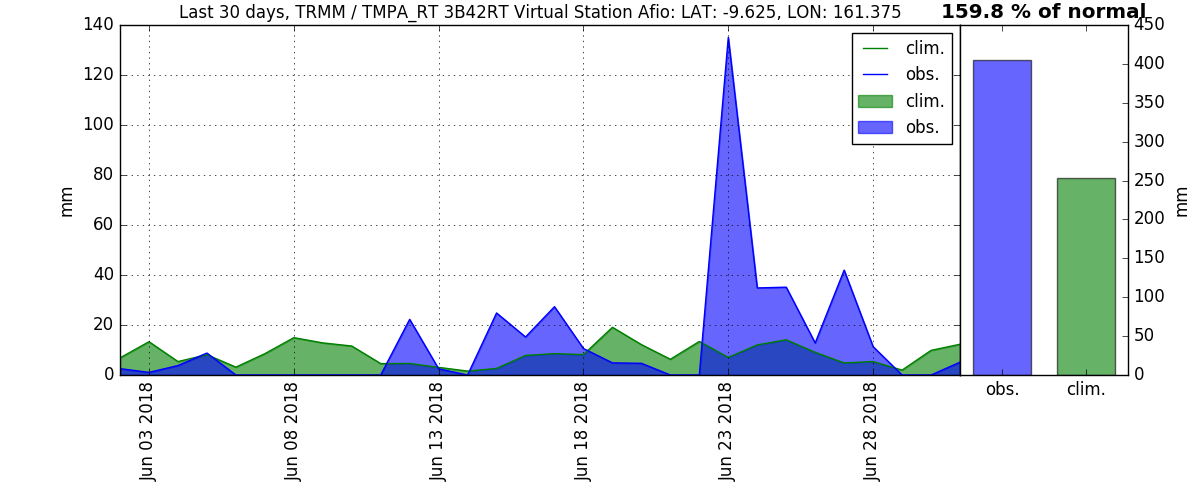 Last 30 days, TRMM / TMPA_RT 3B42RT Virtual Station Afio: LAT: -9.625, LON: 161.375
159.8 % of normal
140
120
100
80
60
40
20
0
mm
clim.
obs.
clim.
obs.
Jun 03 2018
Jun 08 2018
Jun 13 2018
Jun 18 2018
Jun 23 2018
Jun 28 2018
450
400
350
300
250
200
150
100
50
0
mm
obs.
clim.